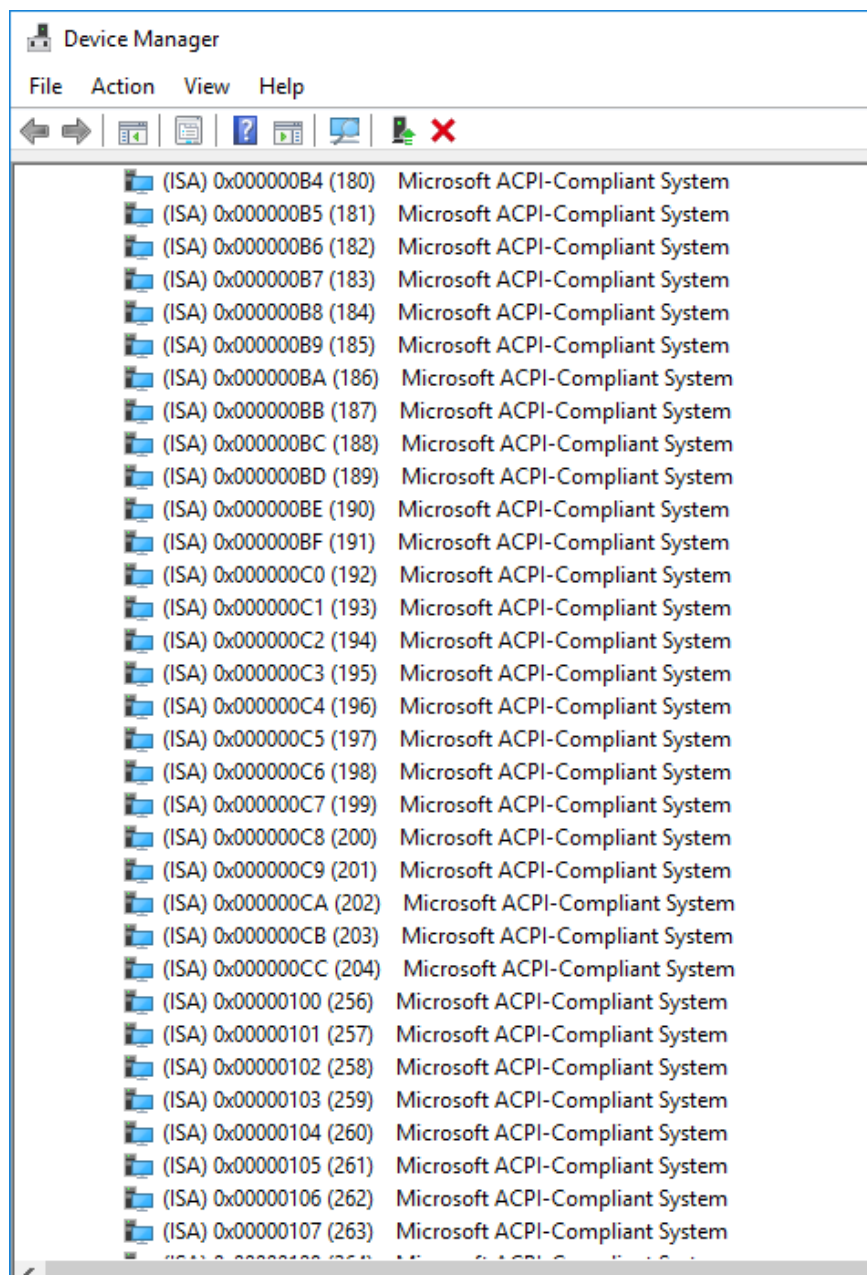 Device Manager
File Action View Help
(ISA) 0x000000B4 (180) Microsoft ACPI-Compliant System
(ISA) 0x000000B5 (181) Microsoft ACPI-Compliant System
(ISA) 0x000000B6 (182) Microsoft ACPI-Compliant System
(ISA) 0x000000B7 (183) Microsoft ACPI-Compliant System
(ISA) 0x000000B8 (184) Microsoft ACPI-Compliant System
(ISA) 0x000000B9 (185) Microsoft ACPI-Compliant System
(ISA) 0x000000BA (186) Microsoft ACPI-Compliant System
(ISA) 0x000000BB (187) Microsoft ACPI-Compliant System
(ISA) 0x000000BC (188) Microsoft ACPI-Compliant System
(ISA) 0x000000BD (189) Microsoft ACPI-Compliant System
(ISA) 0x000000BE (190) Microsoft ACPI-Compliant System
(ISA) 0x000000BF (191) Microsoft ACPI-Compliant System
(ISA) 0x000000C0 (192) Microsoft ACPI-Compliant System
(ISA) 0x000000C1 (193) Microsoft ACPI-Compliant System
(ISA) 0x000000C2 (194) Microsoft ACPI-Compliant System
(ISA) 0x000000C3 (195) Microsoft ACPI-Compliant System
(ISA) 0x000000C4 (196) Microsoft ACPI-Compliant System
(ISA) 0x000000C5 (197) Microsoft ACPI-Compliant System
(ISA) 0x000000C6 (198) Microsoft ACPI-Compliant System
(ISA) 0x000000C7 (199) Microsoft ACPI-Compliant System
(ISA) 0x000000C8 (200) Microsoft ACPI-Compliant System
(ISA) 0x000000C9 (201) Microsoft ACPI-Compliant System
(ISA) 0x000000CA (202) Microsoft ACPI-Compliant System
(ISA) 0x000000CB (203) Microsoft ACPI-Compliant System
(ISA) 0x000000CC (204) Microsoft ACPI-Compliant System
(ISA) 0x00000100 (256) Microsoft ACPI-Compliant System
(ISA) 0x00000101 (257) Microsoft ACPI-Compliant System
(ISA) 0x00000102 (258) Microsoft ACPI-Compliant System
(ISA) 0x00000103 (259) Microsoft ACPI-Compliant System
(ISA) 0x00000104 (260) Microsoft ACPI-Compliant System
(ISA) 0x00000105 (261) Microsoft ACPI-Compliant System
(ISA) 0x00000106 (262) Microsoft ACPI-Compliant System
(ISA) 0x00000107 (263) Microsoft ACPI-Compliant System